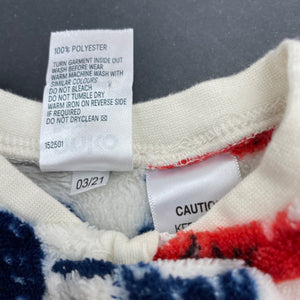 100% POLYESTER
TURN GARMENT INSIDE OUT
WASH BEFORE WEAR
WARM MACHINE WASH WITH
SIMILAR COLOURS
DO NOT BLEACH
DO NOT TUMBLE DRY
WARM IRON ON REVERSE SIDE
IF REQUIRED
DO NOT DRYCLEAN
152501
03/21
CAUTI